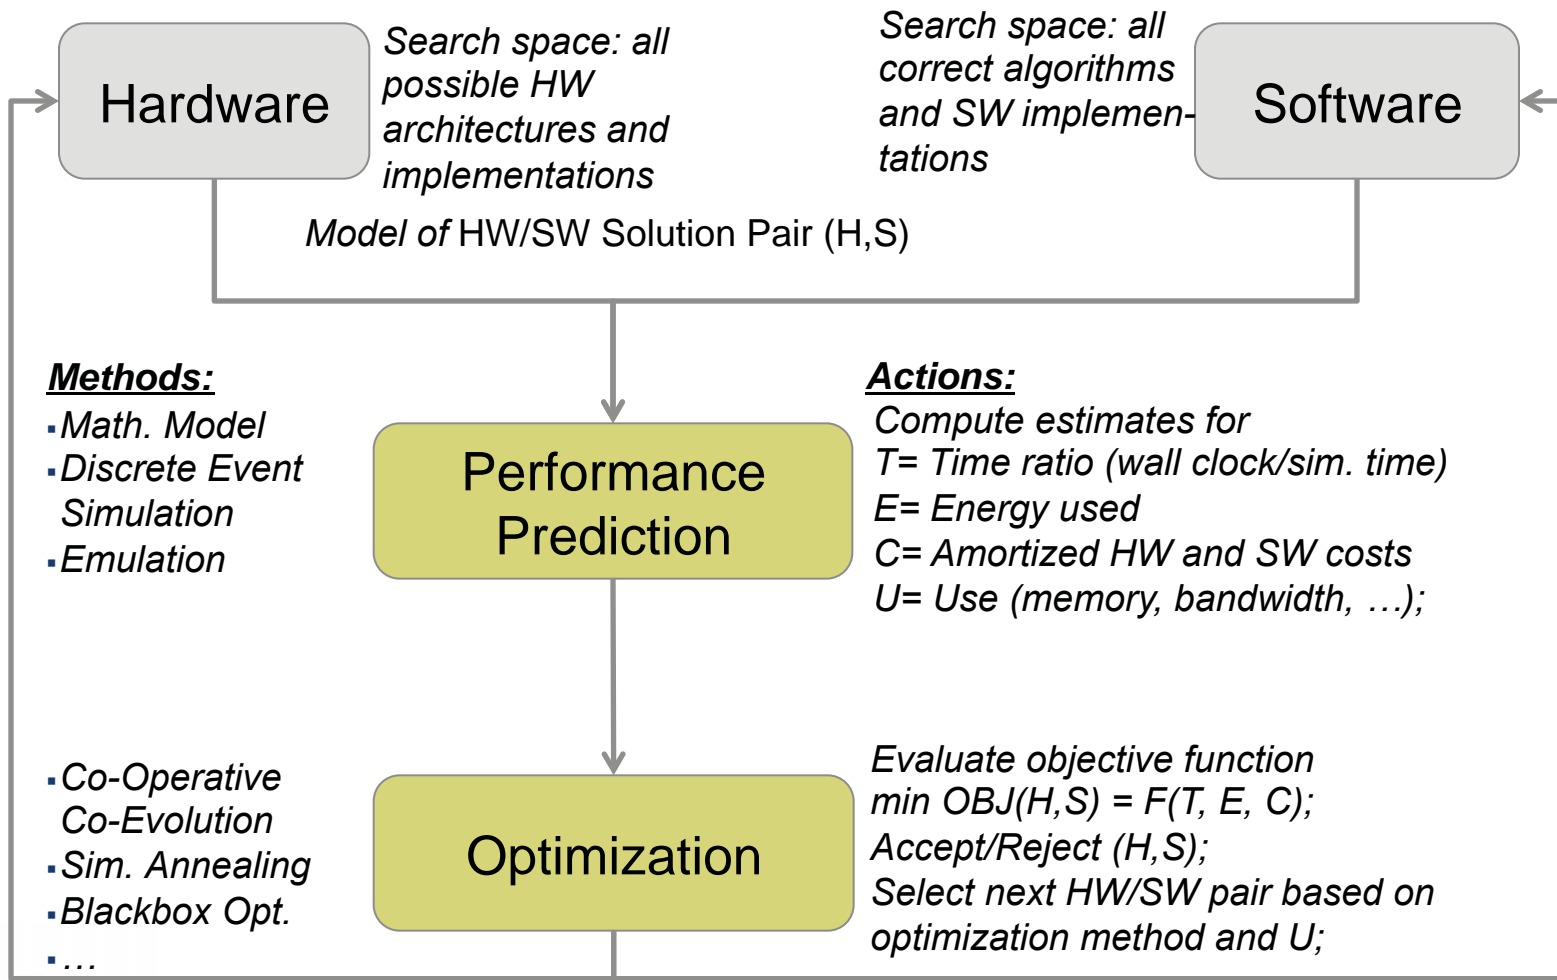 Hardware
Search space: all
possible HW
architectures and
implementations
Search space: all
correct algorithms
and SW implemen-
tations
Software
Model of HW/SW Solution Pair (H,S)
Methods:
▪Math. Model
▪Discrete Event
Simulation
▪Emulation
Performance
Prediction
Actions:
Compute estimates for
T= Time ratio (wall clock/sim. time)
E= Energy used
C= Amortized HW and SW costs
U= Use (memory, bandwidth, …);
▪Co-Operative
Co-Evolution
▪Sim. Annealing
▪Blackbox Opt.
▪…
Optimization
Evaluate objective function
min OBJ(H,S) = F(T, E, C);
Accept/Reject (H,S);
Select next HW/SW pair based on
optimization method and U;